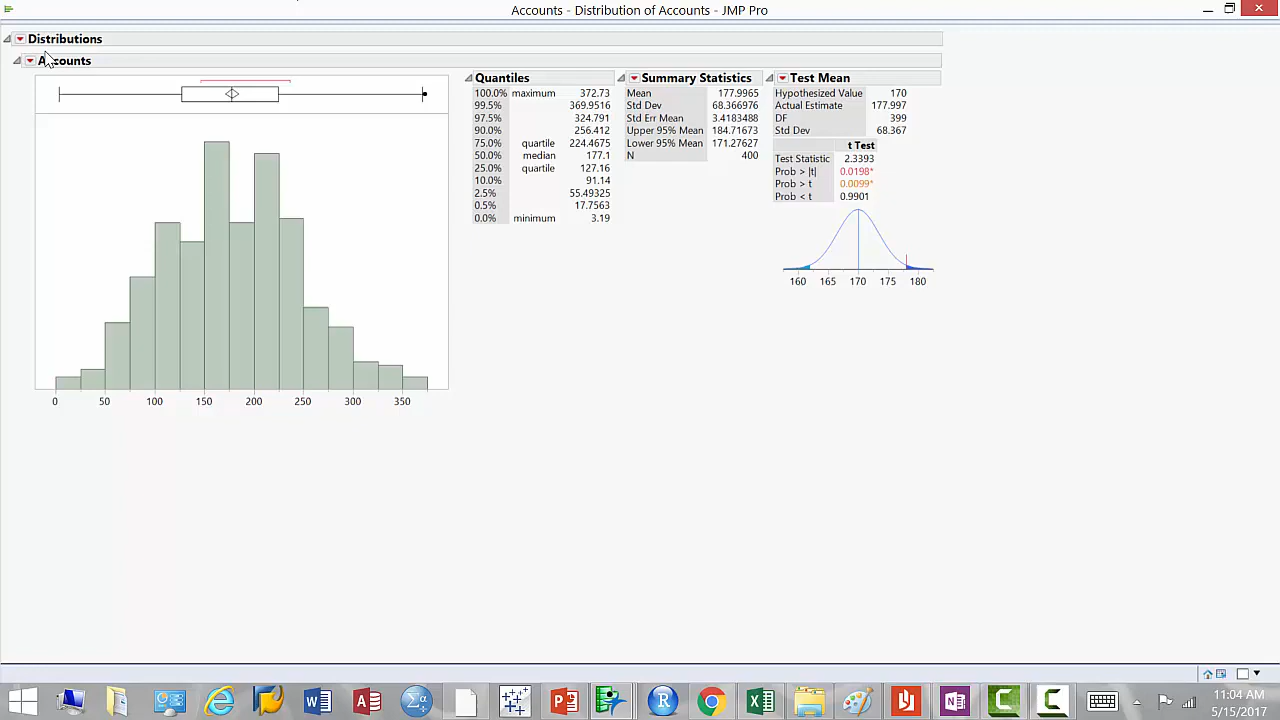 Accounts - Distribution of Accounts - JMP Pro
Distributions
Accounts
0 50 100 150 200 250 300 350
Quantiles
100.0% maximum 372.73
99.5% 369.9516
97.5% 324.791
90.0% 256.412
75.0% quartile 224.4675
50.0% median 177.1
25.0% quartile 127.16
10.0% 91.14
2.5% 55.49325
0.5% 17.7563
0.0% minimum 3.19
Summary Statistics
Mean 177.9965
Std Dev 68.366976
Std Err Mean 3.4183488
Upper 95% Mean 184.71673
Lower 95% Mean 171.27627
N 400
Test Mean
Hypothesized Value 170
Actual Estimate 177.997
DF 399
Std Dev 68.367
t Test
Test Statistic 2.3393
Prob > |t| 0.0198*
Prob > t 0.0099*
Prob < t 0.9901
160 165 170 175 180
11:04 AM
5/15/2017